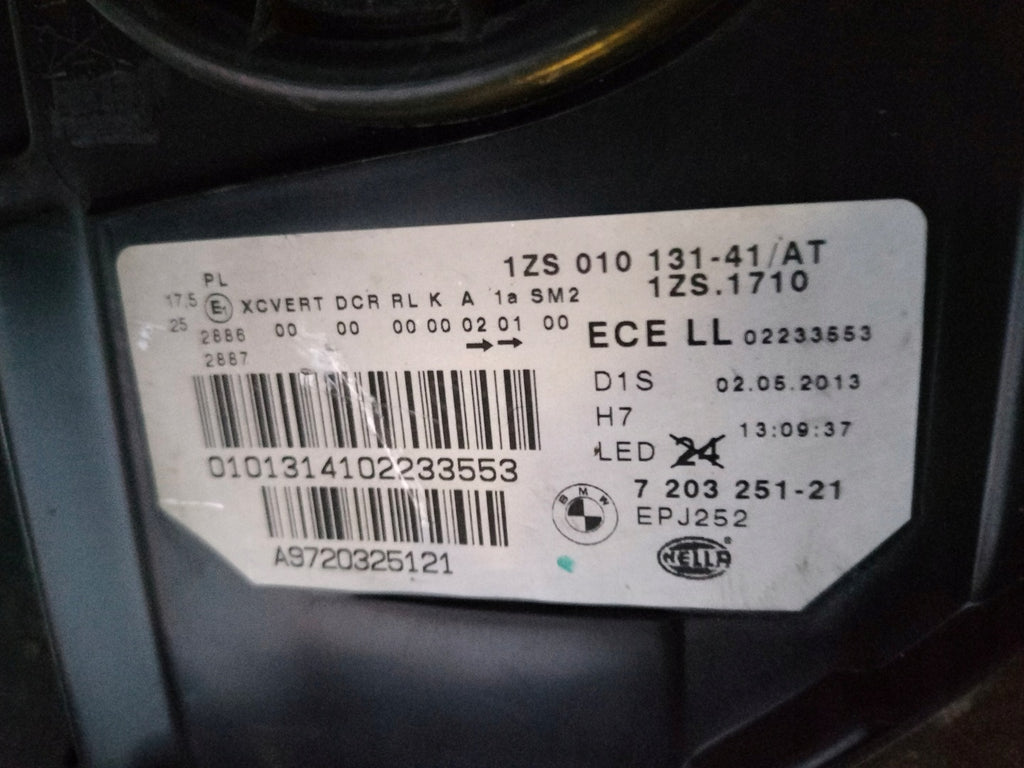 1ZS 010 131-41/AT
1ZS.1710
PL
17,5 E1 XCVERT DCR RL K A 1a SM2
25 2886 00 00 00 00 02 01 00
2887 →→
ECE LL 02233553
D1S 02.05.2013
H7 13:09:37
LED 24
0101314102233553
BMW 7 203 251-21
EPJ252
A9720325121
HELLA®